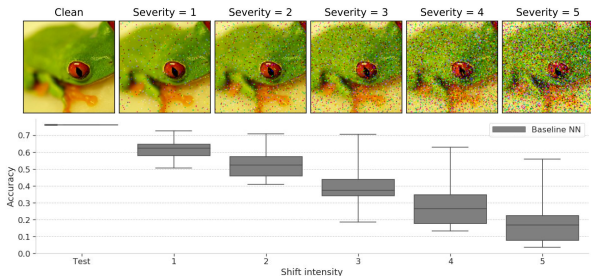 Clean Severity = 1 Severity = 2 Severity = 3 Severity = 4 Severity = 5
Baseline NN
Accuracy
0.7
0.6
0.5
0.4
0.3
0.2
0.1
0.0
Test 1 2 3 4 5
Shift intensity